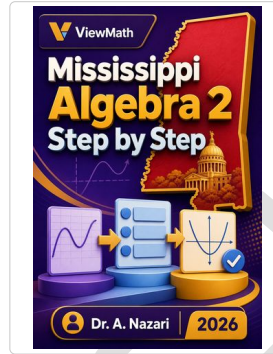 ViewMath
Mississippi
Algebra 2
Step by Step
Dr. A. Nazari
2026